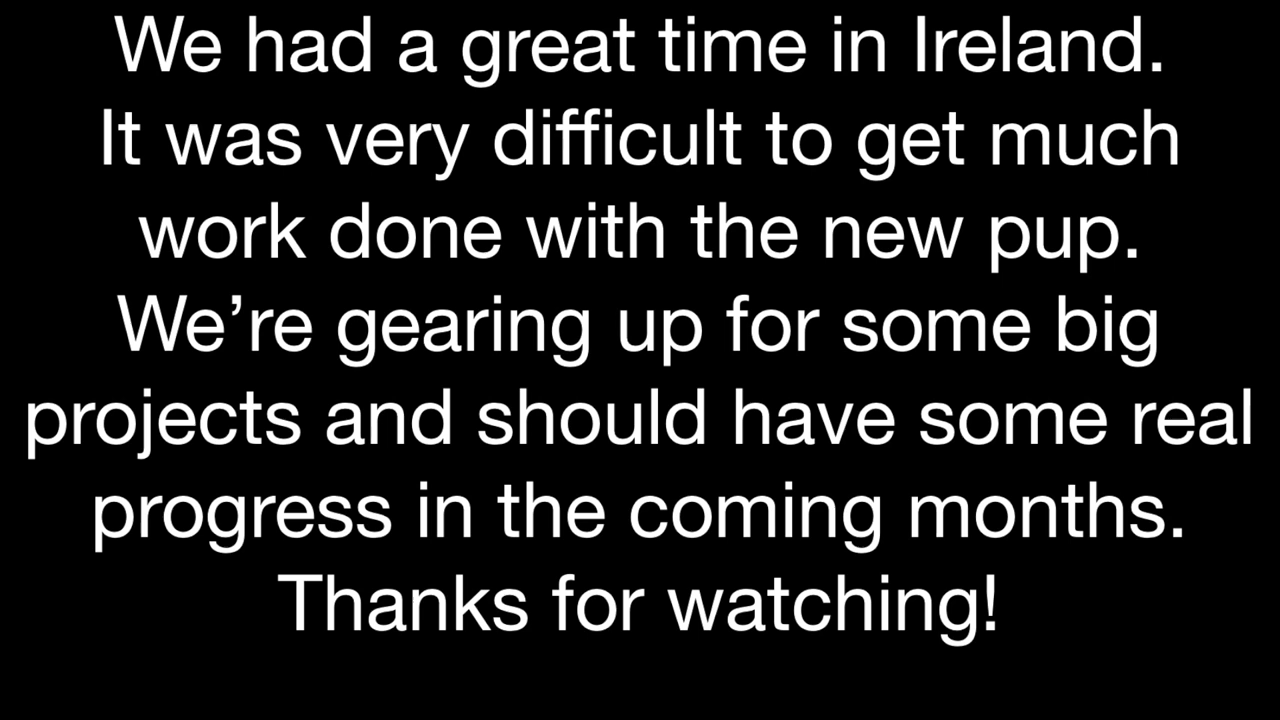 We had a great time in Ireland.
It was very difficult to get much
work done with the new pup.
We’re gearing up for some big
projects and should have some real
progress in the coming months.
Thanks for watching!